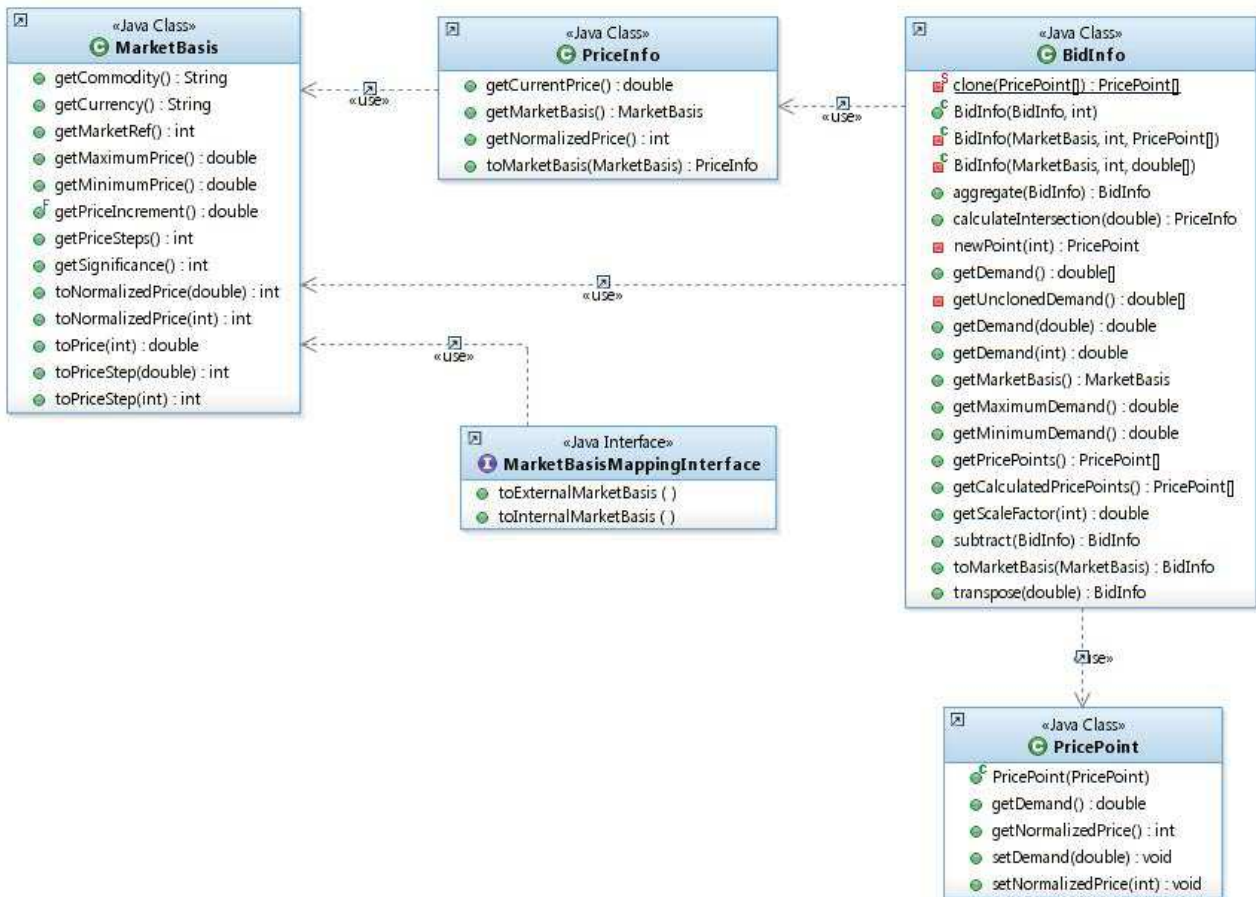 «Java Class»
MarketBasis
getCommodity() : String
getCurrency() : String
getMarketRef() : int
getMaximumPrice() : double
getMinimumPrice() : double
F
getPriceIncrement() : double
getPriceSteps() : int
getSignificance() : int
toNormalizedPrice(double) : int
toNormalizedPrice(int) : int
toPrice(int) : double
toPriceStep(double) : int
toPriceStep(int) : int
«use»
«Java Class»
PriceInfo
getCurrentPrice() : double
getMarketBasis() : MarketBasis
getNormalizedPrice() : int
toMarketBasis(MarketBasis) : PriceInfo
«use»
«use»
«use»
«Java Interface»
MarketBasisMappingInterface
toExternalMarketBasis ( )
toInternalMarketBasis ( )
«Java Class»
BidInfo
S clone(PricePoint[]) : PricePoint[]
C BidInfo(BidInfo, int)
C BidInfo(MarketBasis, int, PricePoint[])
C BidInfo(MarketBasis, int, double[])
aggregate(BidInfo) : BidInfo
calculateIntersection(double) : PriceInfo
newPoint(int) : PricePoint
getDemand() : double[]
getUnclonedDemand() : double[]
getDemand(double) : double
getDemand(int) : double
getMarketBasis() : MarketBasis
getMaximumDemand() : double
getMinimumDemand() : double
getPricePoints() : PricePoint[]
getCalculatedPricePoints() : PricePoint[]
getScaleFactor(int) : double
subtract(BidInfo) : BidInfo
toMarketBasis(MarketBasis) : BidInfo
transpose(double) : BidInfo
use»
«Java Class»
PricePoint
C PricePoint(PricePoint)
getDemand() : double
getNormalizedPrice() : int
setDemand(double) : void
setNormalizedPrice(int) : void